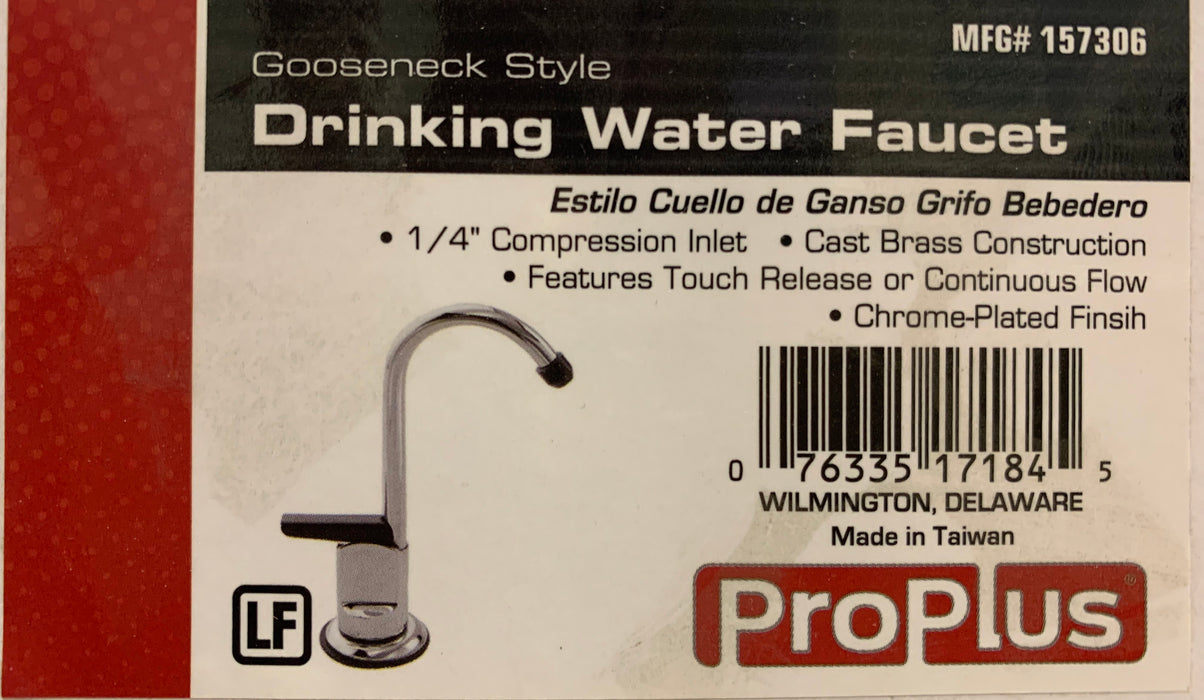 MFG# 157306
Gooseneck Style
Drinking Water Faucet
Estilo Cuello de Ganso Grifo Bebedero
• 1/4" Compression Inlet • Cast Brass Construction
• Features Touch Release or Continuous Flow
• Chrome-Plated Finsih
0 76335 17184 5
WILMINGTON, DELAWARE
Made in Taiwan
LF
ProPlus®